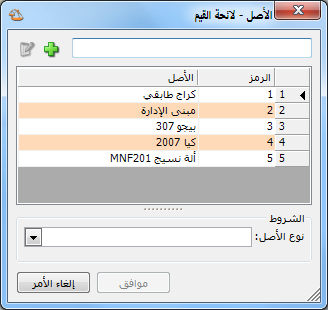 الأصل - لائحة القيم
الرمز الأصل
1 1 كراج طابقي
2 2 مبنى الإدارة
3 3 بيجو 307
4 4 كيا 2007
5 5 ألة نسيج MNF201
الشروط
نوع الأصل:
موافق إلغاء الأمر